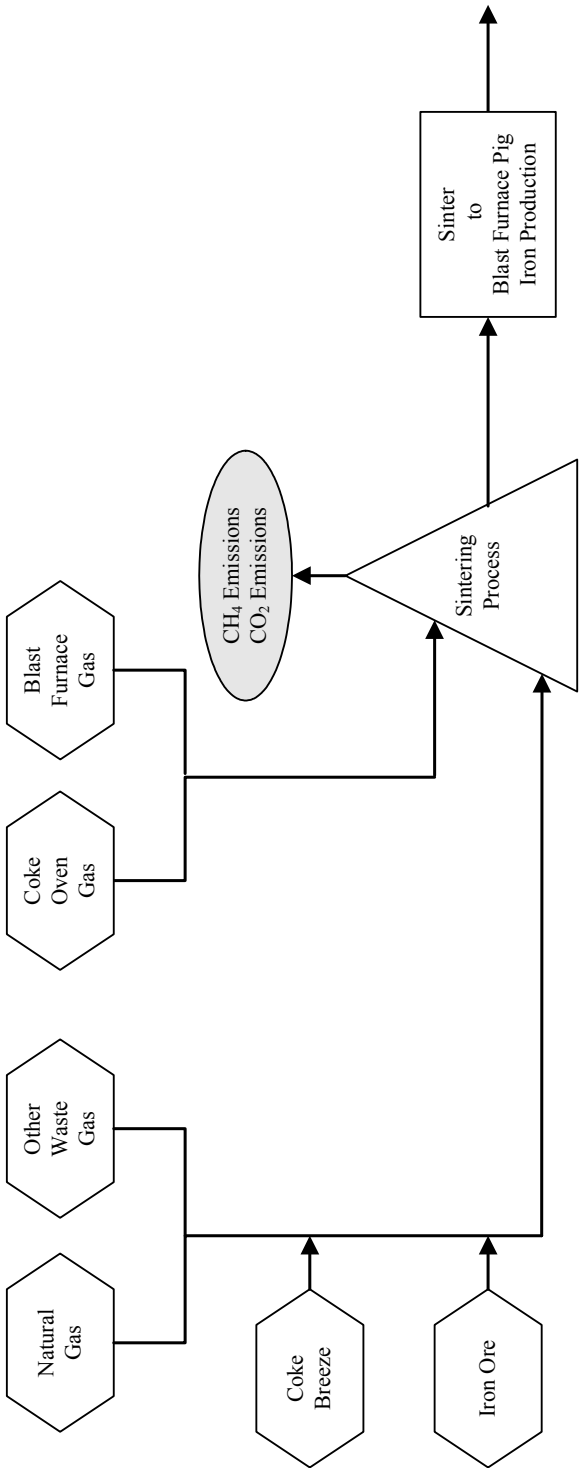 Natural
Gas
Other
Waste
Gas
Coke
Oven
Gas
Blast
Furnace
Gas
Coke
Breeze
Iron Ore
CH₄ Emissions
CO₂ Emissions
Sintering
Process
Sinter
to
Blast Furnace Pig
Iron Production